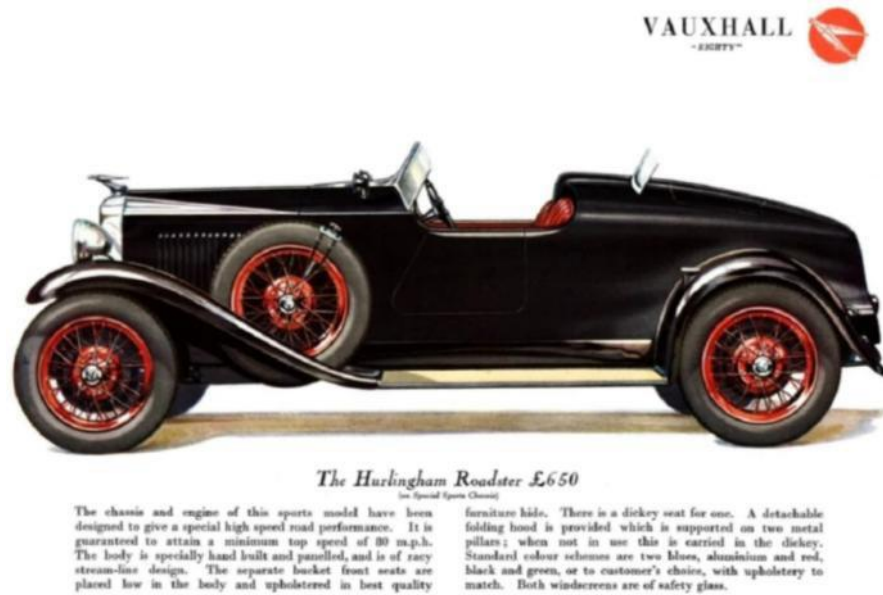 VAUXHALL
"EIGHTY"
The Hurlingham Roadster £650
(on Special Sports Chassis)
The chassis and engine of this sports model have been
designed to give a special high speed road performance. It is
guaranteed to attain a minimum top speed of 80 m.p.h.
The body is specially hand built and panelled, and is of racy
stream-line design. The separate bucket front seats are
placed low in the body and upholstered in best quality
furniture hide. There is a dickey seat for one. A detachable
folding hood is provided which is supported on two metal
pillars; when not in use this is carried in the dickey.
Standard colour schemes are two blues, aluminium and red,
black and green, or to customer's choice, with upholstery to
match. Both windscreens are of safety glass.